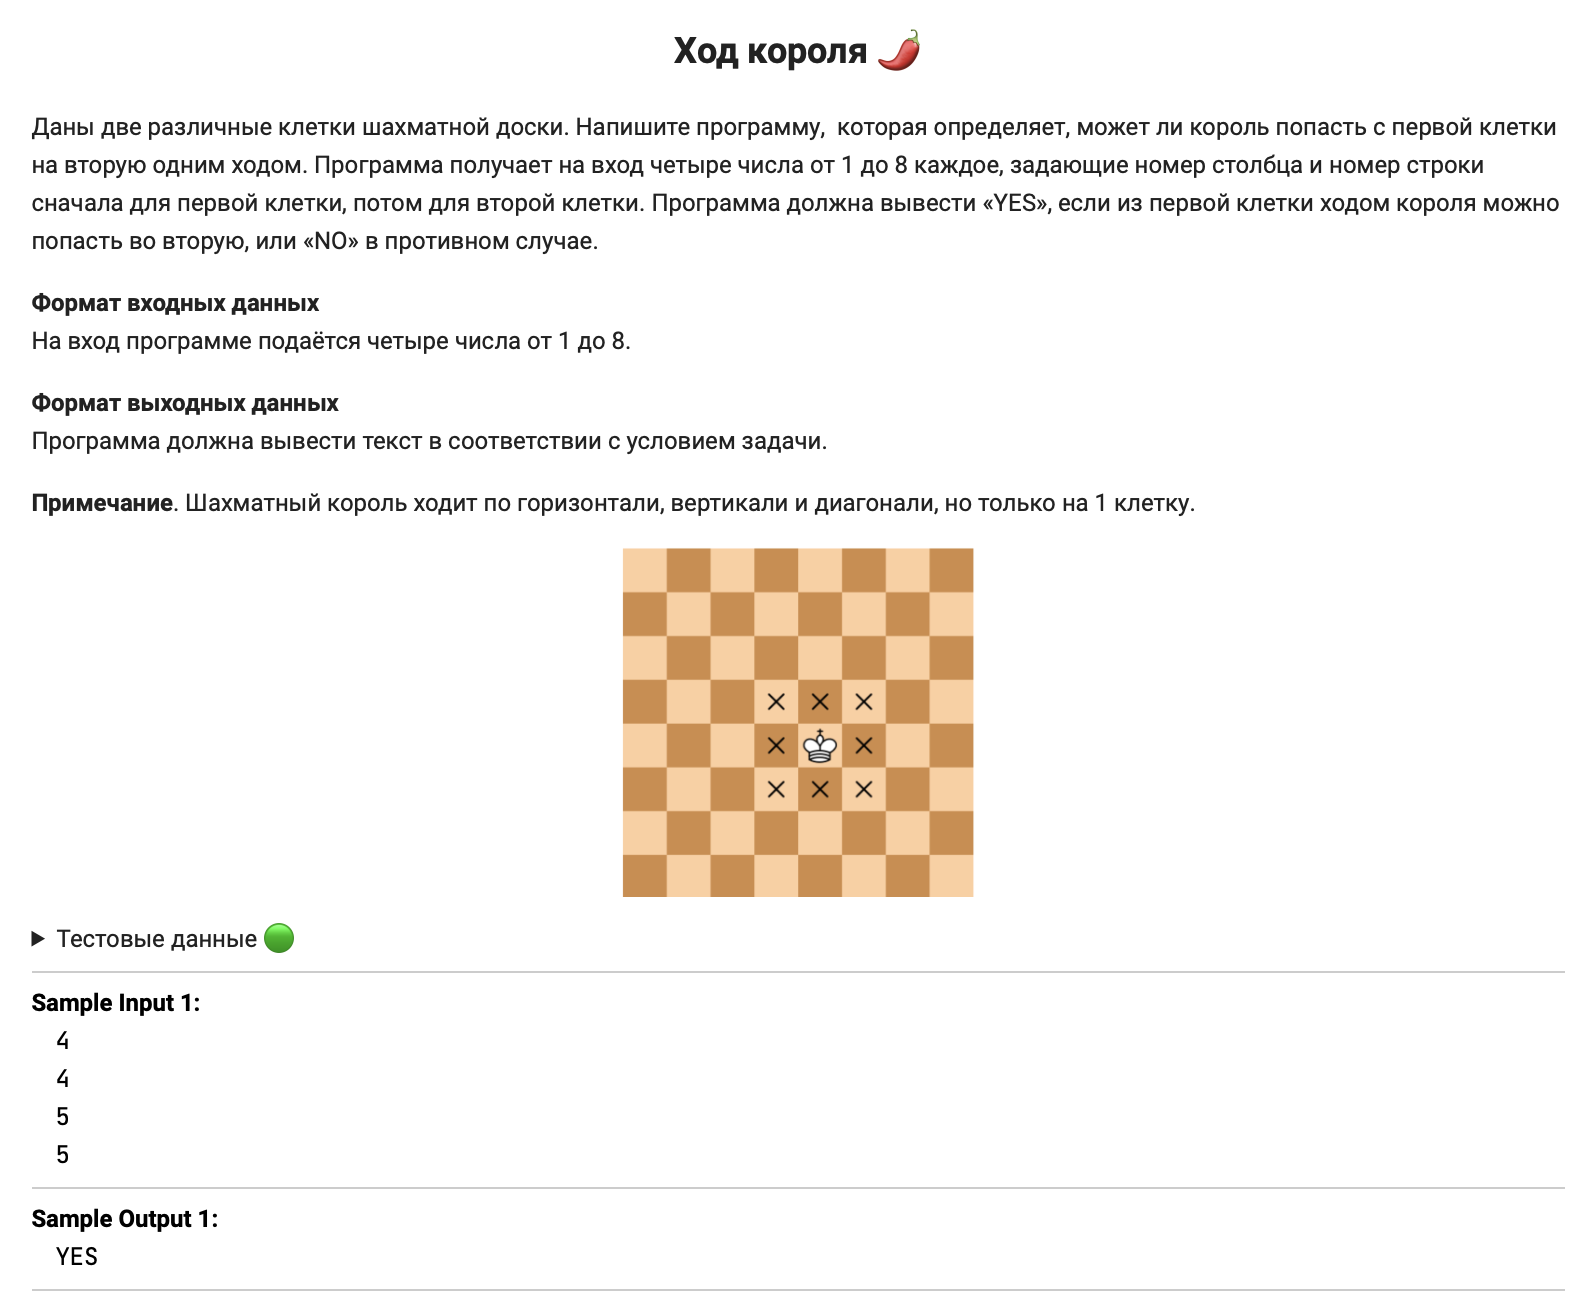 Ход короля
Даны две различные клетки шахматной доски. Напишите программу,  которая определяет, может ли король попасть с первой клетки
на вторую одним ходом. Программа получает на вход четыре числа от 1 до 8 каждое, задающие номер столбца и номер строки
сначала для первой клетки, потом для второй клетки. Программа должна вывести «YES», если из первой клетки ходом короля можно
попасть во вторую, или «NO» в противном случае.
Формат входных данных
На вход программе подаётся четыре числа от 1 до 8.
Формат выходных данных
Программа должна вывести текст в соответствии с условием задачи.
Примечание. Шахматный король ходит по горизонтали, вертикали и диагонали, но только на 1 клетку.
Тестовые данные
Sample Input 1:
4
4
5
5
Sample Output 1:
YES